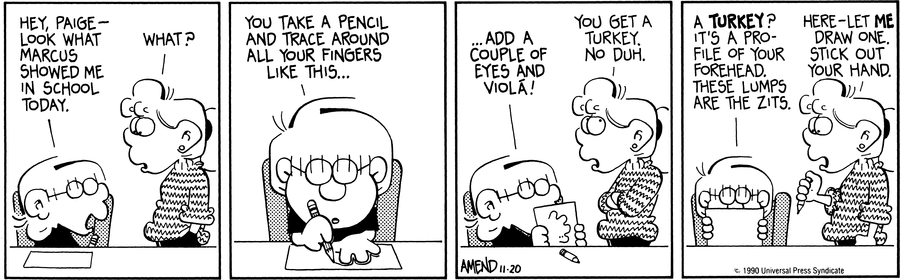 HEY, PAIGE—
LOOK WHAT
MARCUS
SHOWED ME
IN SCHOOL
TODAY.
WHAT?
YOU TAKE A PENCIL
AND TRACE AROUND
ALL YOUR FINGERS
LIKE THIS...
...ADD A
COUPLE OF
EYES AND
VIOLÁ!
YOU GET A
TURKEY.
NO DUH.
AMEND 11·20
A TURKEY?
IT'S A PRO-
FILE OF YOUR
FOREHEAD.
THESE LUMPS
ARE THE ZITS.
HERE—LET ME
DRAW ONE.
STICK OUT
YOUR HAND.
© 1990 Universal Press Syndicate